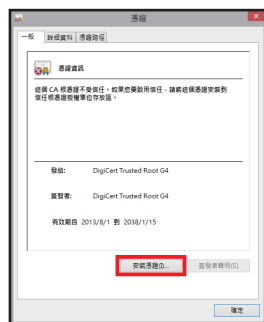 憑證
一般 詳細資料 憑證路徑
憑證資訊
這個 CA 根憑證不受信任。如果您要啟用信任，請將這個憑證安裝到
信任根憑證授權單位存放區。
發給: DigiCert Trusted Root G4
簽發者: DigiCert Trusted Root G4
有效期自 2013/8/1 到 2038/1/15
安裝憑證(I)... 簽發者聲明(S)
確定